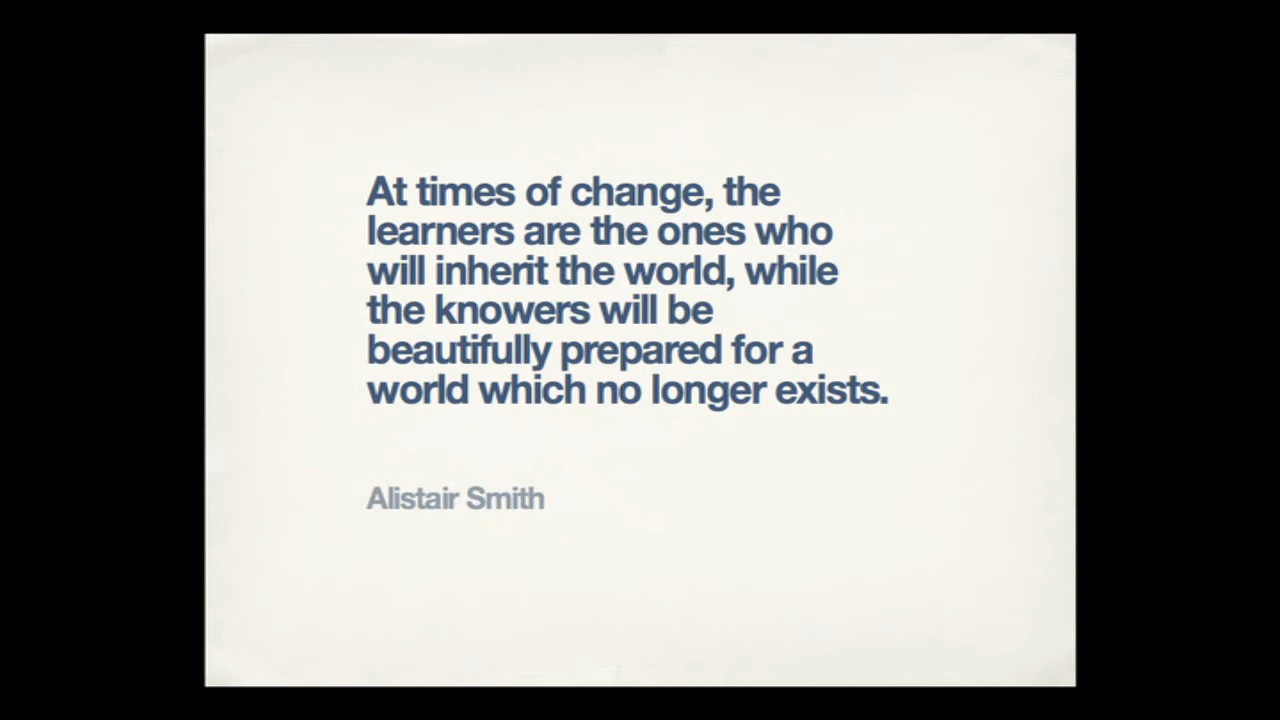 At times of change, the
learners are the ones who
will inherit the world, while
the knowers will be
beautifully prepared for a
world which no longer exists.
Alistair Smith